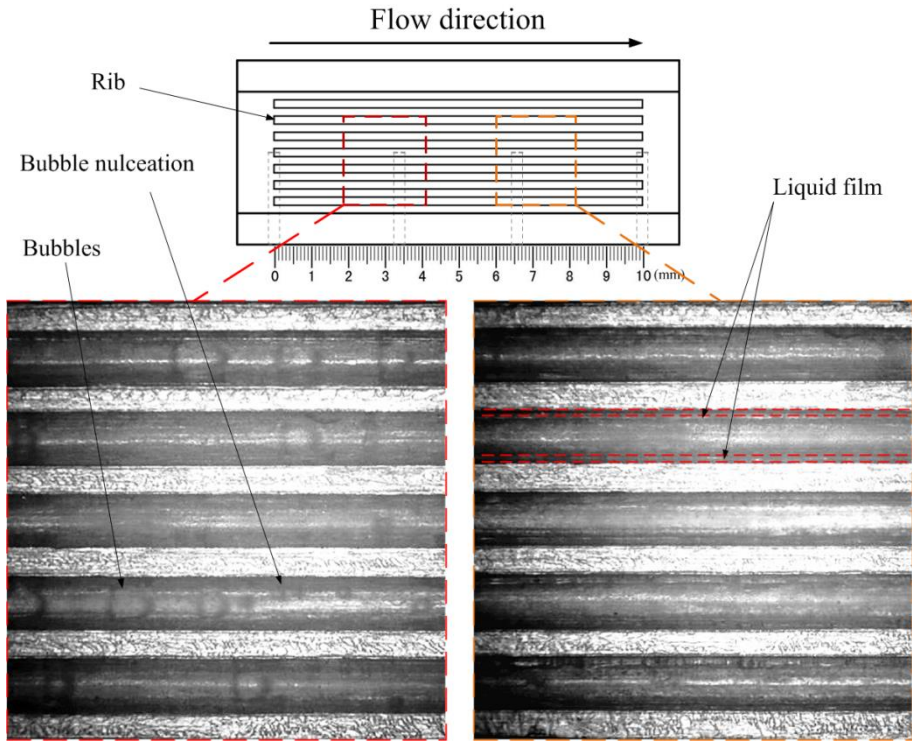 Flow direction
Rib
Bubble nulceation
Bubbles
Liquid film
0 1 2 3 4 5 6 7 8 9 10 (mm)